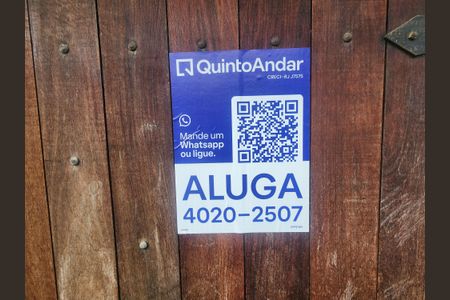 QuintoAndar
CRECI-RJ J7575
Mande um
Whatsapp
ou ligue.
ALUGA
4020-2507